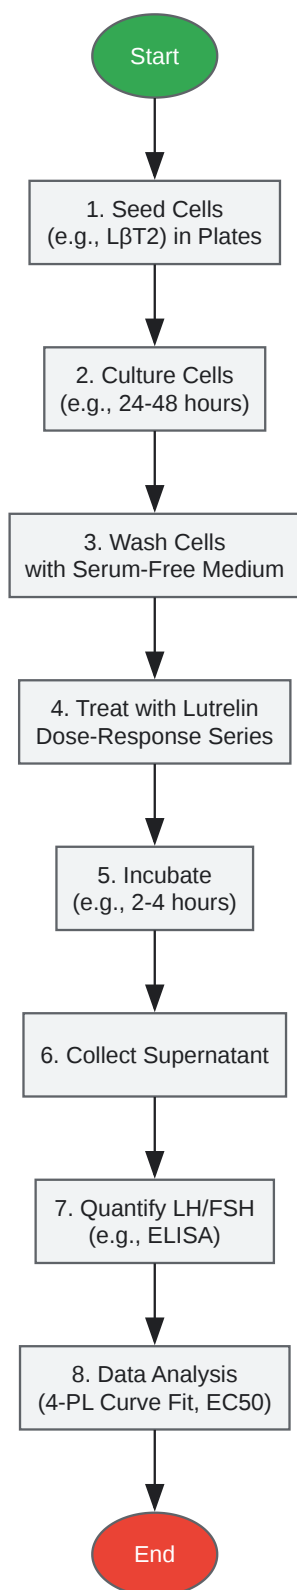 Start
1. Seed Cells
(e.g., LβT2) in Plates
2. Culture Cells
(e.g., 24-48 hours)
3. Wash Cells
with Serum-Free Medium
4. Treat with Lutrelin
Dose-Response Series
5. Incubate
(e.g., 2-4 hours)
6. Collect Supernatant
7. Quantify LH/FSH
(e.g., ELISA)
8. Data Analysis
(4-PL Curve Fit, EC50)
End